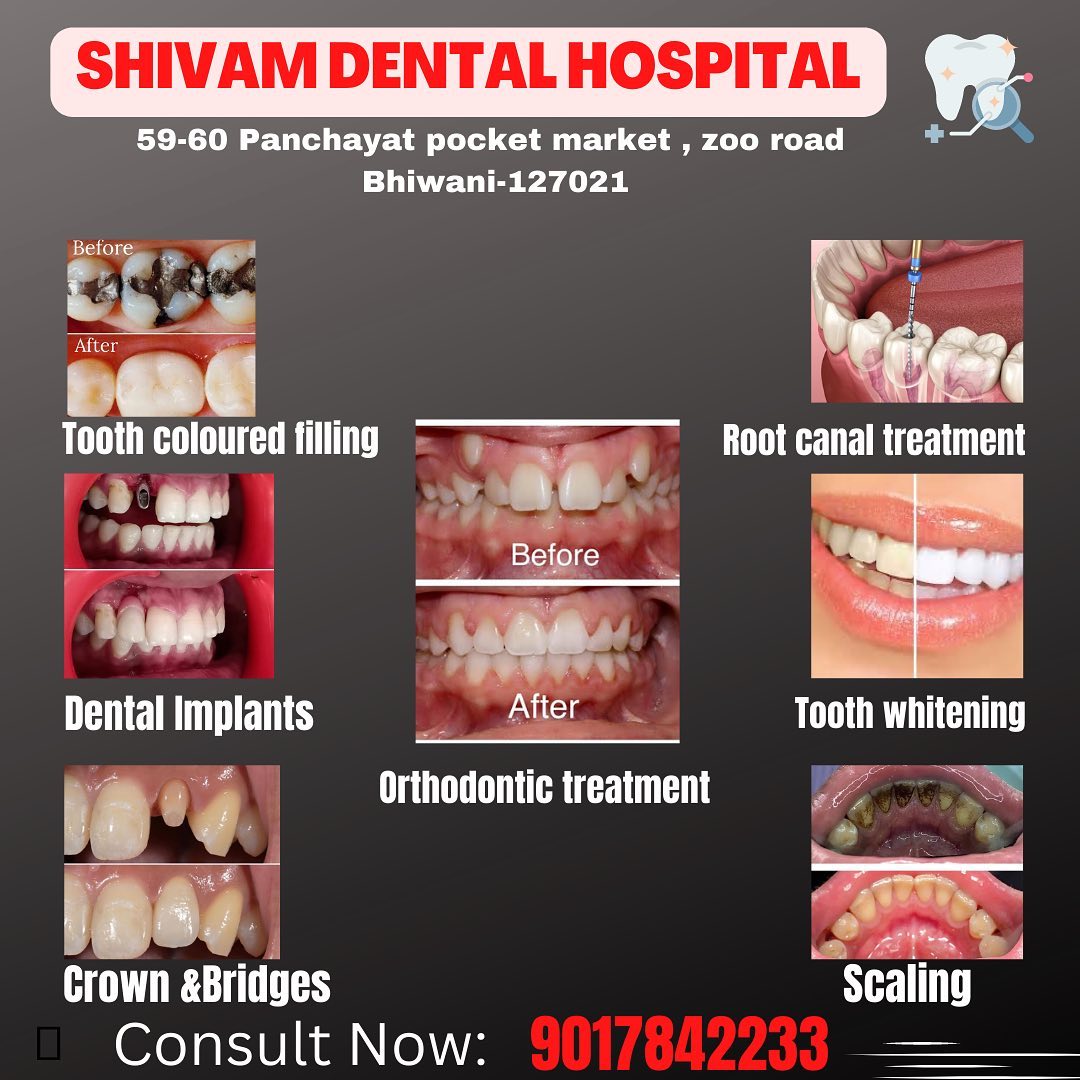 SHIVAM DENTAL HOSPITAL
59-60 Panchayat pocket market , zoo road
Bhiwani-127021
Before
After
Tooth coloured filling
Root canal treatment
Before
After
Dental Implants
Tooth whitening
Orthodontic treatment
Crown &Bridges
Scaling
Consult Now: 9017842233